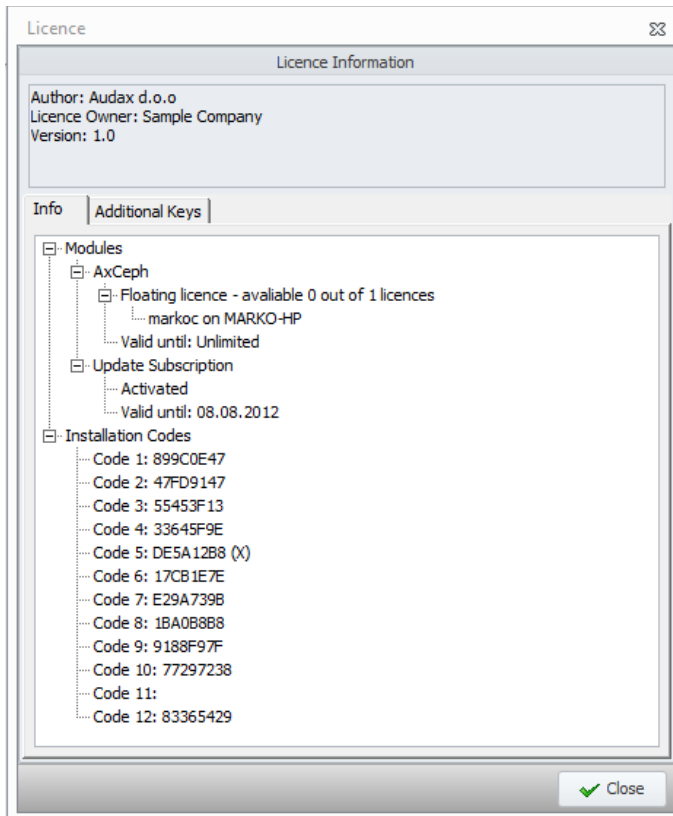 Licence
Licence Information
Author: Audax d.o.o
Licence Owner: Sample Company
Version: 1.0
Info
Additional Keys
Modules
AxCeph
Floating licence - avaliable 0 out of 1 licences
markoc on MARKO-HP
Valid until: Unlimited
Update Subscription
Activated
Valid until: 08.08.2012
Installation Codes
Code 1: 899C0E47
Code 2: 47FD9147
Code 3: 55453F13
Code 4: 33645F9E
Code 5: DE5A12B8 (X)
Code 6: 17CB1E7E
Code 7: E29A739B
Code 8: 1BA0B8B8
Code 9: 9188F97F
Code 10: 77297238
Code 11:
Code 12: 83365429
Close